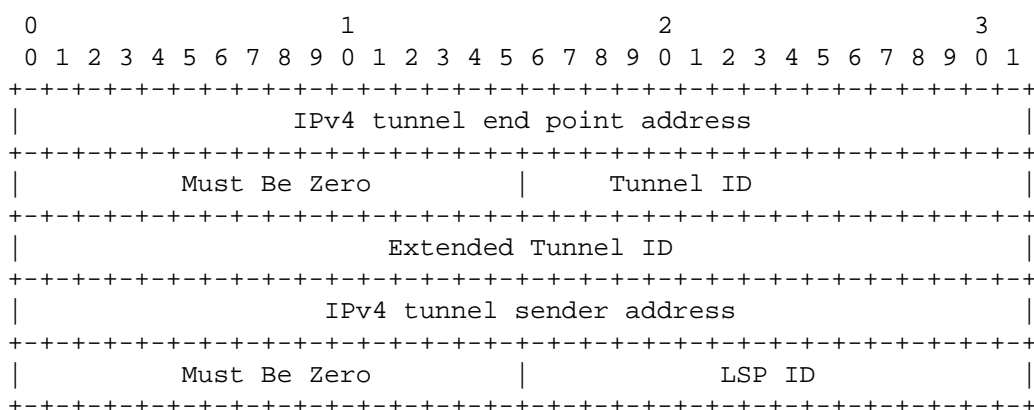 0                   1                   2                   3
 0 1 2 3 4 5 6 7 8 9 0 1 2 3 4 5 6 7 8 9 0 1 2 3 4 5 6 7 8 9 0 1
+-+-+-+-+-+-+-+-+-+-+-+-+-+-+-+-+-+-+-+-+-+-+-+-+-+-+-+-+-+-+-+-+
|                 IPv4 tunnel end point address                 |
+-+-+-+-+-+-+-+-+-+-+-+-+-+-+-+-+-+-+-+-+-+-+-+-+-+-+-+-+-+-+-+-+
|          Must Be Zero         |     Tunnel ID                 |
+-+-+-+-+-+-+-+-+-+-+-+-+-+-+-+-+-+-+-+-+-+-+-+-+-+-+-+-+-+-+-+-+
|                       Extended Tunnel ID                      |
+-+-+-+-+-+-+-+-+-+-+-+-+-+-+-+-+-+-+-+-+-+-+-+-+-+-+-+-+-+-+-+-+
|                   IPv4 tunnel sender address                  |
+-+-+-+-+-+-+-+-+-+-+-+-+-+-+-+-+-+-+-+-+-+-+-+-+-+-+-+-+-+-+-+-+
|          Must Be Zero         |            LSP ID             |
+-+-+-+-+-+-+-+-+-+-+-+-+-+-+-+-+-+-+-+-+-+-+-+-+-+-+-+-+-+-+-+-+